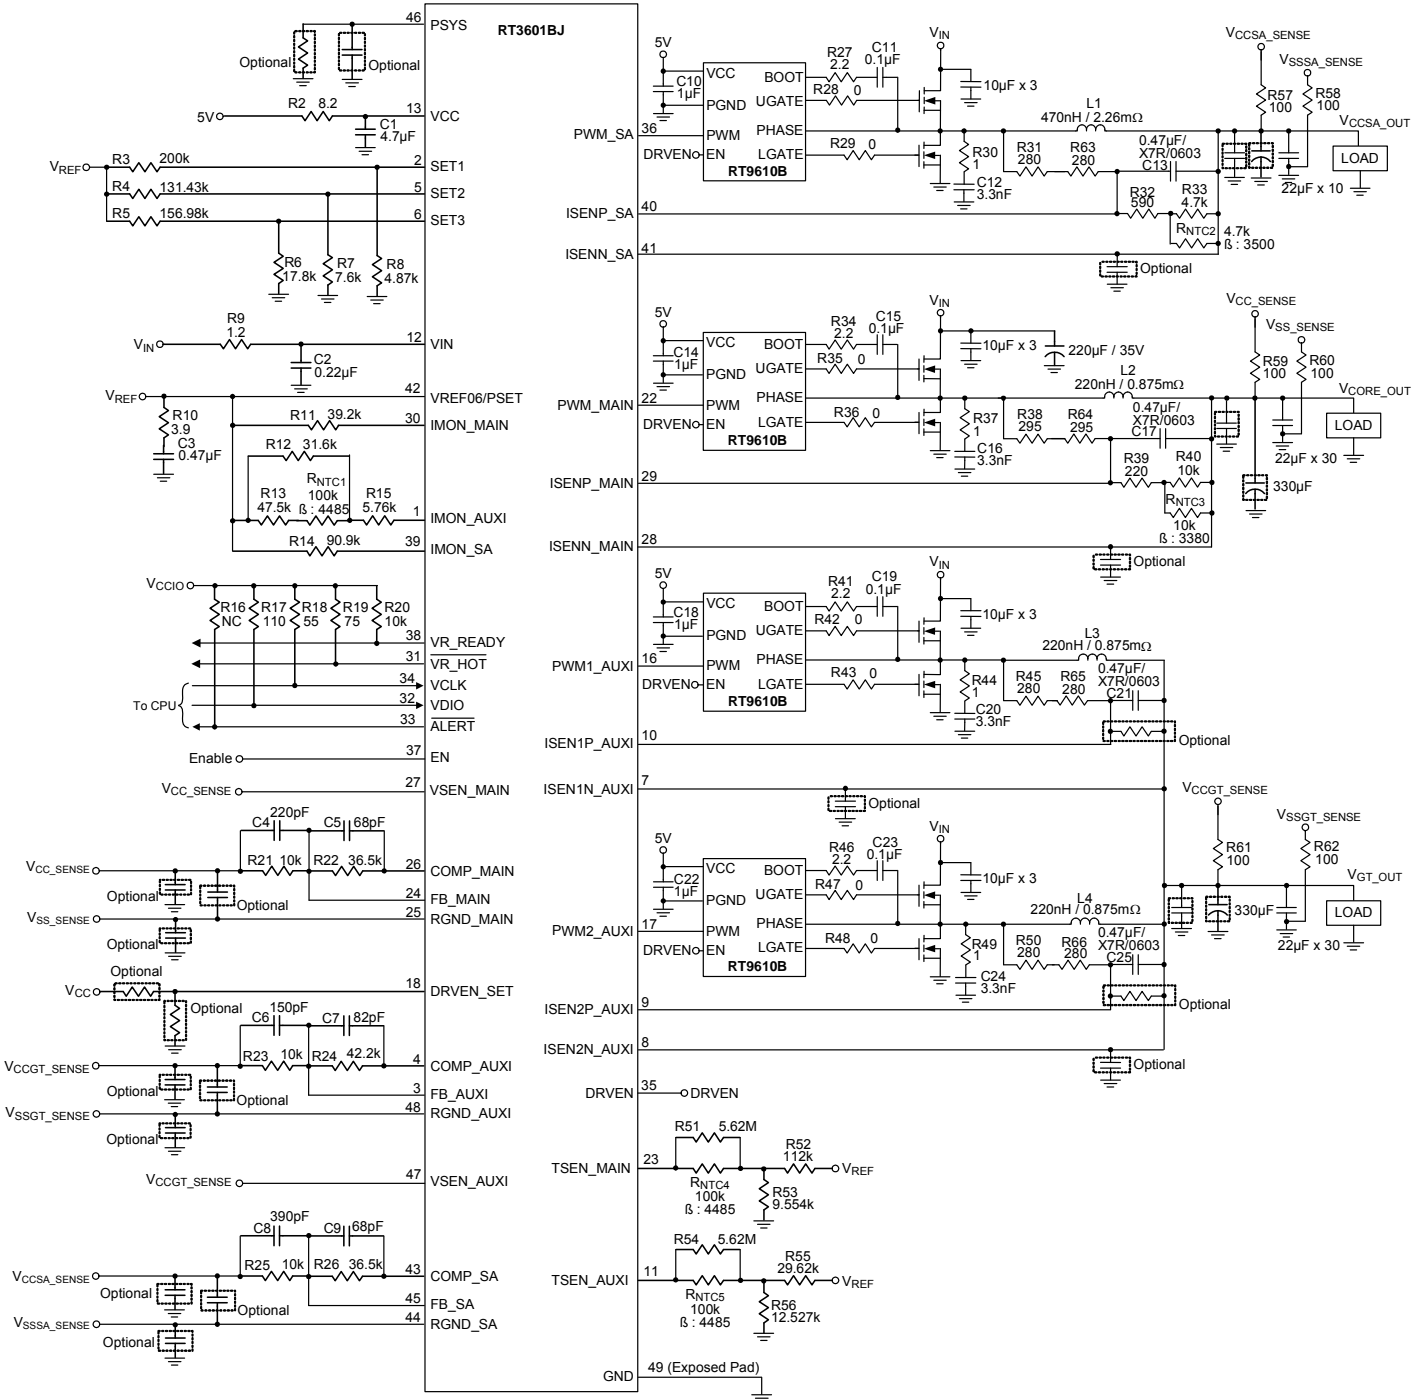 RT3601BJ
46
PSYS
Optional
Optional
R2 8.2
5V
13
VCC
C1
4.7µF
VREF
R3
200k
2
SET1
R4
131.43k
5
SET2
R5
156.98k
6
SET3
R6
17.8k
R7
7.6k
R8
4.87k
R9
1.2
VIN
12
VIN
C2
0.22µF
VREF
42
VREF06/PSET
R10
3.9
C3
0.47µF
R11 39.2k
30
IMON_MAIN
R12 31.6k
RNTC1
100k
ß : 4485
R13
47.5k
R15
5.76k
1
IMON_AUXI
R14 90.9k
39
IMON_SA
VCCIO
R16
NC
R17
110
R18
55
R19
75
R20
10k
38
VR_READY
31
VR_HOT
34
VCLK
To CPU
32
VDIO
33
ALERT
Enable
37
EN
VCC_SENSE
27
VSEN_MAIN
220pF
C4
C5
68pF
R21 10k
R22 36.5k
VCC_SENSE
26
COMP_MAIN
Optional
Optional
24
FB_MAIN
VSS_SENSE
25
RGND_MAIN
Optional
Optional
VCC
18
DRVEN_SET
Optional
150pF
C6
C7
82pF
R23 10k
R24 42.2k
VCCGT_SENSE
4
COMP_AUXI
Optional
Optional
3
FB_AUXI
VSSGT_SENSE
48
RGND_AUXI
Optional
VCCGT_SENSE
47
VSEN_AUXI
390pF
C8
C9
68pF
R25 10k
R26 36.5k
VCCSA_SENSE
43
COMP_SA
Optional
Optional
45
FB_SA
VSSSA_SENSE
44
RGND_SA
Optional
GND
49 (Exposed Pad)
5V
C10
1µF
VCC
PGND
PWM
EN
BOOT
UGATE
PHASE
LGATE
RT9610B
PWM_SA
36
DRVEN
R27
2.2
C11
0.1µF
R28 0
R29 0
VIN
10µF x 3
R30
1
C12
3.3nF
L1
470nH / 2.26mΩ
R31
280
R63
280
0.47µF/
X7R/0603
C13
R32
590
R33
4.7k
RNTC2
4.7k
ß : 3500
VCCSA_SENSE
VSSSA_SENSE
R57
100
R58
100
VCCSA_OUT
LOAD
22µF x 10
ISENP_SA
40
ISENN_SA
41
Optional
5V
C14
1µF
VCC
PGND
PWM
EN
BOOT
UGATE
PHASE
LGATE
RT9610B
PWM_MAIN
22
DRVEN
R34
2.2
C15
0.1µF
R35 0
R36 0
VIN
10µF x 3
220µF / 35V
R37
1
C16
3.3nF
L2
220nH / 0.875mΩ
R38
295
R64
295
0.47µF/
X7R/0603
C17
R39
220
R40
10k
RNTC3
10k
ß : 3380
VCC_SENSE
VSS_SENSE
R59
100
R60
100
VCORE_OUT
LOAD
22µF x 30
330µF
ISENP_MAIN
29
ISENN_MAIN
28
Optional
5V
C18
1µF
VCC
PGND
PWM
EN
BOOT
UGATE
PHASE
LGATE
RT9610B
PWM1_AUXI
16
DRVEN
R41
2.2
C19
0.1µF
R42 0
R43 0
VIN
10µF x 3
R44
1
C20
3.3nF
L3
220nH / 0.875mΩ
R45
280
R65
280
0.47µF/
X7R/0603
C21
Optional
ISEN1P_AUXI
10
ISEN1N_AUXI
7
Optional
5V
C22
1µF
VCC
PGND
PWM
EN
BOOT
UGATE
PHASE
LGATE
RT9610B
PWM2_AUXI
17
DRVEN
R46
2.2
C23
0.1µF
R47 0
R48 0
VIN
10µF x 3
R49
1
C24
3.3nF
L4
220nH / 0.875mΩ
R50
280
R66
280
0.47µF/
X7R/0603
C25
Optional
VCCGT_SENSE
VSSGT_SENSE
R61
100
R62
100
VGT_OUT
330µF
LOAD
22µF x 30
ISEN2P_AUXI
9
ISEN2N_AUXI
8
Optional
DRVEN
35
DRVEN
R51 5.62M
TSEN_MAIN
23
RNTC4
100k
ß : 4485
R52
112k
VREF
R53
9.554k
R54 5.62M
TSEN_AUXI
11
RNTC5
100k
ß : 4485
R55
29.62k
VREF
R56
12.527k